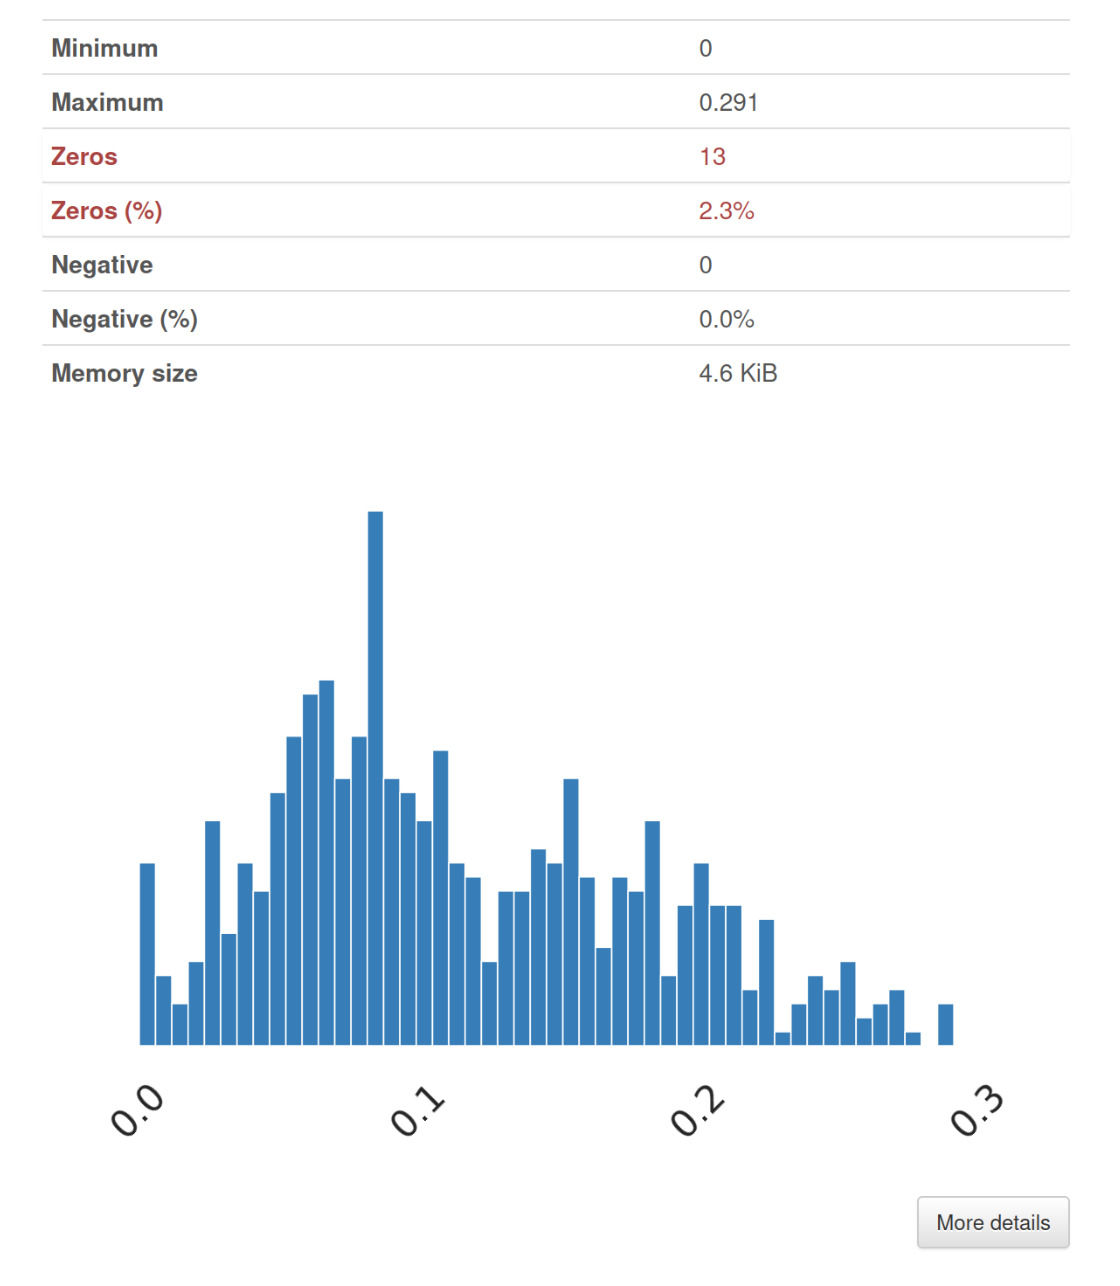 Minimum 0
Maximum 0.291
Zeros 13
Zeros (%) 2.3%
Negative 0
Negative (%) 0.0%
Memory size 4.6 KiB
0.0 0.1 0.2 0.3
More details